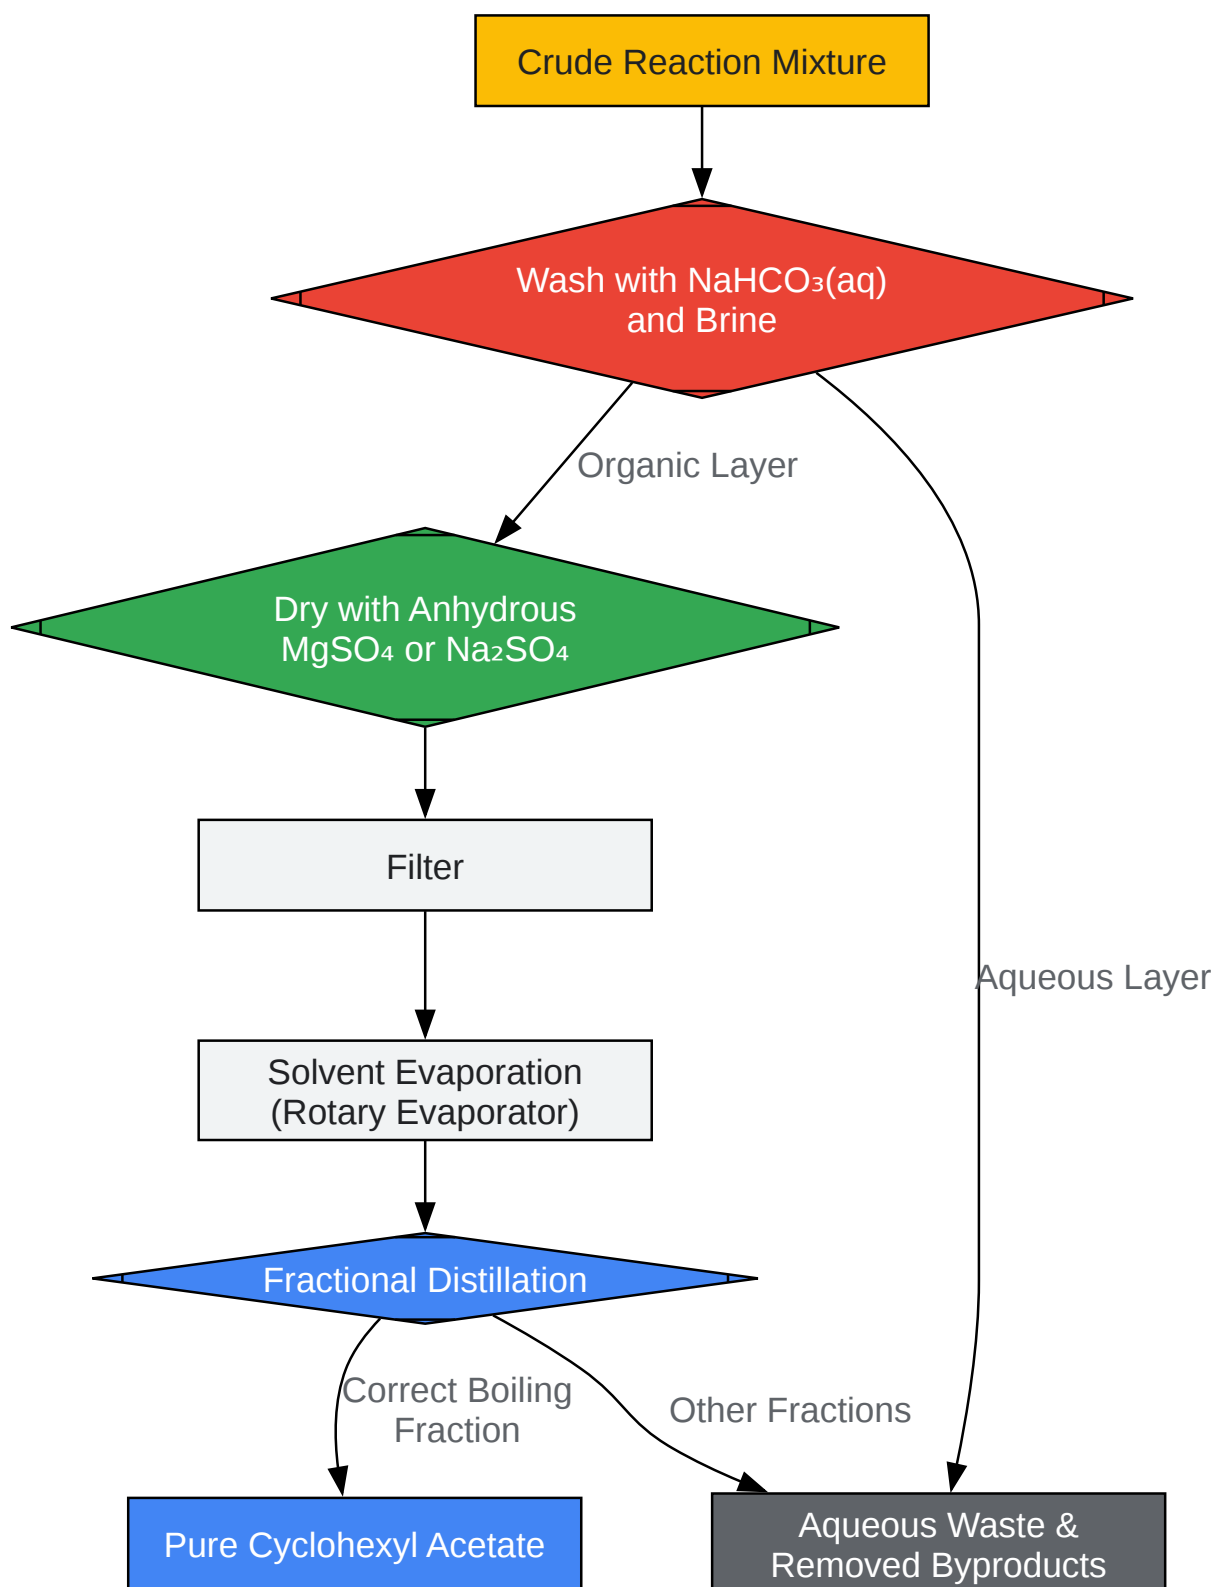 Crude Reaction Mixture
Wash with NaHCO₃(aq)
and Brine
Organic Layer
Dry with Anhydrous
MgSO₄ or Na₂SO₄
Filter
Aqueous Layer
Solvent Evaporation
(Rotary Evaporator)
Fractional Distillation
Correct Boiling
Fraction
Other Fractions
Pure Cyclohexyl Acetate
Aqueous Waste &
Removed Byproducts